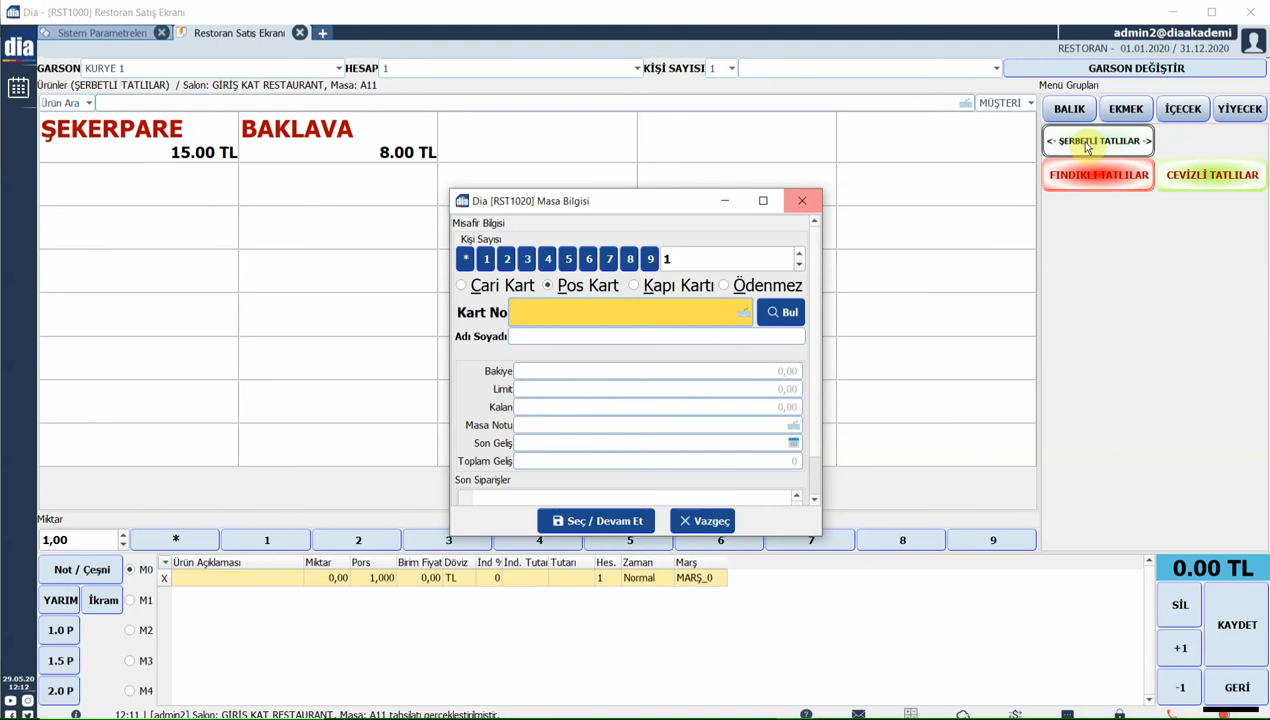 Dia - [RST1000] Restoran Satış Ekranı
dia
Sistem Parametreleri
Restoran Satış Ekranı
admin2@diaakademi
RESTORAN - 01.01.2020 / 31.12.2020
GARSON KURYE 1 HESAP 1 KİŞİ SAYISI 1 GARSON DEĞİŞTİR
Ürünler (ŞERBETLİ TATLILAR) / Salon: GİRİŞ KAT RESTAURANT, Masa: A11
Menü Grupları
Ürün Ara MÜŞTERİ
BALIK EKMEK İÇECEK YİYECEK
ŞEKERPARE BAKLAVA
15.00 TL 8.00 TL
<- ŞERBETLİ TATLILAR ->
FINDIKLI TATLILAR CEVİZLİ TATLILAR
Dia [RST1020] Masa Bilgisi
Misafir Bilgisi
Kişi Sayısı
* 1 2 3 4 5 6 7 8 9 1
Cari Kart Pos Kart Kapı Kartı Ödenmez
Kart No Bul
Adı Soyadı
Bakiye 0,00
Limit 0,00
Kalan 0,00
Masa Notu
Son Geliş
Toplam Geliş 0
Son Siparişler
Seç / Devam Et Vazgeç
Miktar
1,00 * 1 2 3 4 5 6 7 8 9
Not / Çeşni M0
YARIM İkram M1
1.0 P M2
1.5 P M3
2.0 P M4
Ürün Açıklaması Miktar Pors Birim Fiyat Döviz İnd % İnd. Tutarı Tutarı Hes. Zaman Marş
X 0,00 1,000 0,00 TL 0 1 Normal MARŞ_0
0.00 TL
SİL KAYDET
+1
-1 GERİ
29.05.20
12:12
12:11 | [admin2] Salon: GİRİŞ KAT RESTAURANT, Masa: A11 tahsilatı gerçekleştirilmiştir.